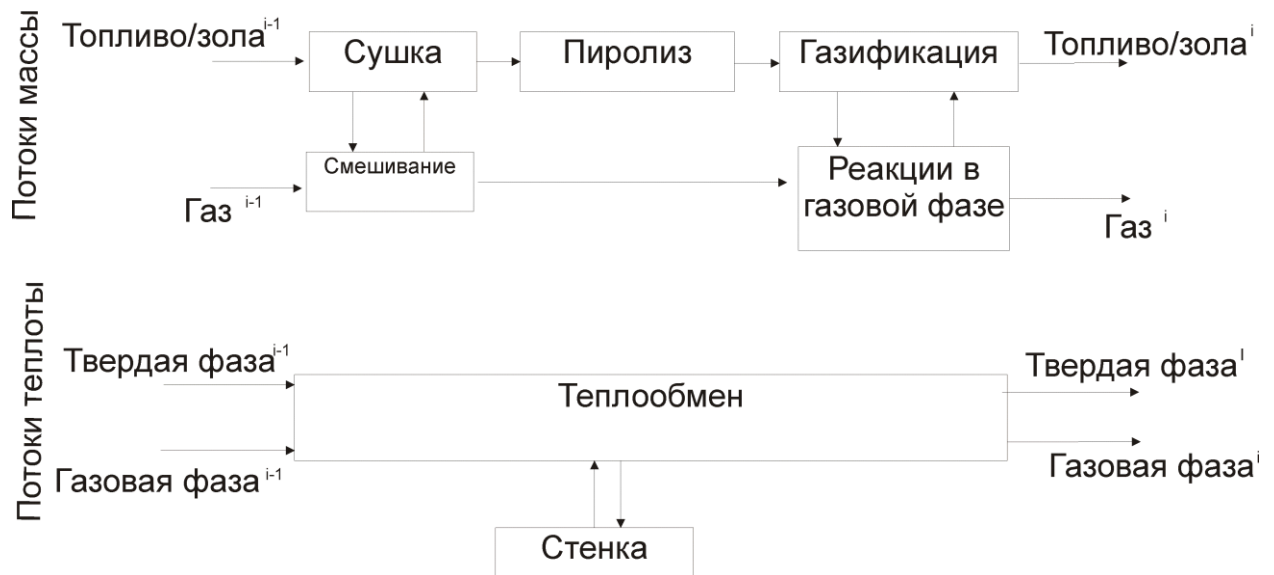 Потоки массы
Топливо/зола i-1
Сушка
Пиролиз
Газификация
Топливо/зола i
Газ i-1
Смешивание
Реакции в
газовой фазе
Газ i
Потоки теплоты
Твердая фаза i-1
Теплообмен
Твердая фаза I
Газовая фаза i-1
Газовая фаза i
Стенка